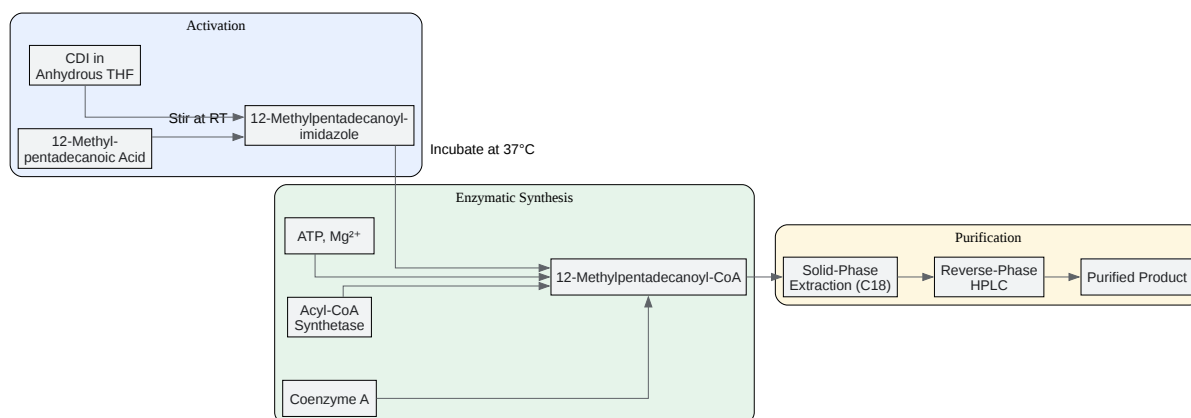 Activation
CDI in
Anhydrous THF
Stir at RT
12-Methyl-
pentadecanoic Acid
12-Methylpentadecanoyl-
imidazole
Incubate at 37°C
Enzymatic Synthesis
ATP, Mg²⁺
Acyl-CoA
Synthetase
Coenzyme A
12-Methylpentadecanoyl-CoA
Purification
Solid-Phase
Extraction (C18)
Reverse-Phase
HPLC
Purified Product